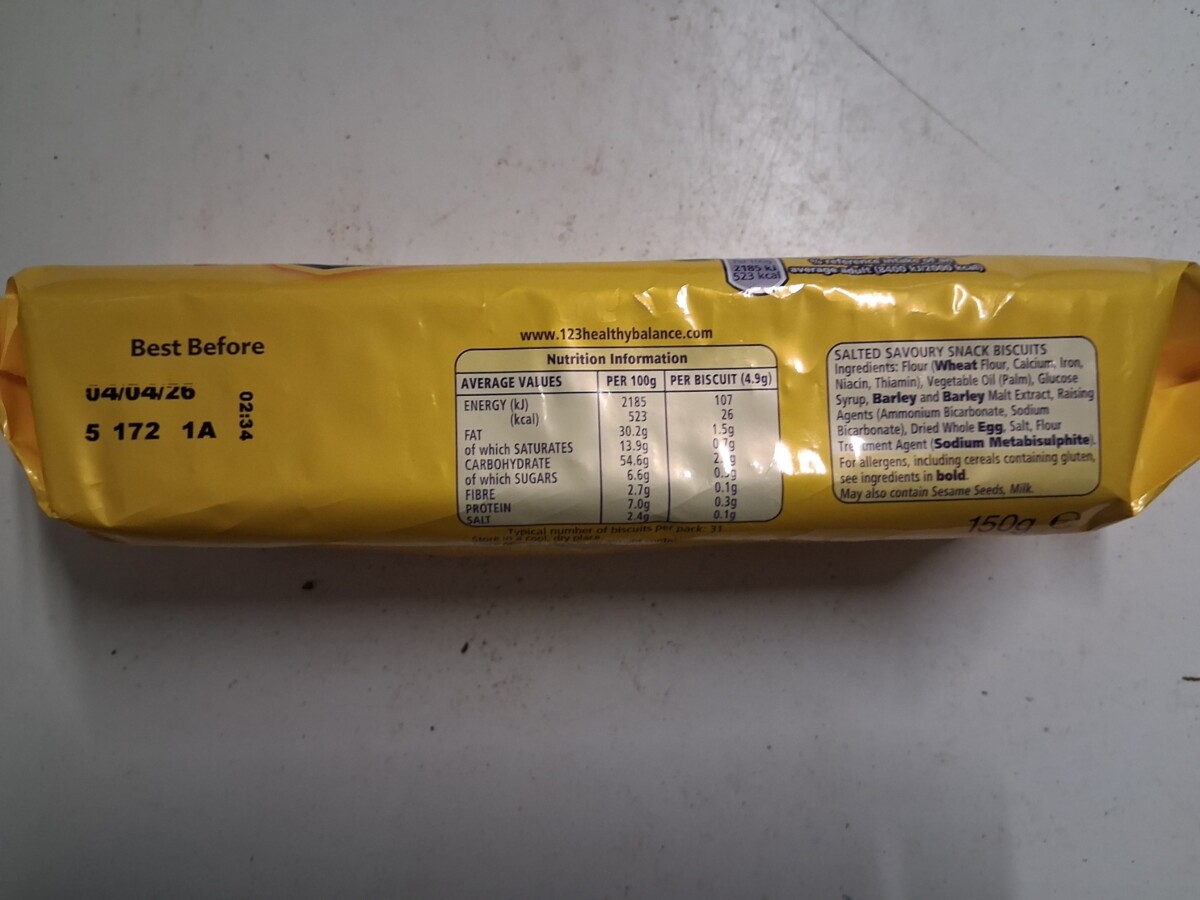 2185 kJ
523 kcal
average adult (8400 kJ/2000 kcal)
Best Before
04/04/26
5 172 1A
02:34
www.123healthybalance.com
Nutrition Information
AVERAGE VALUES PER 100g PER BISCUIT (4.9g)
ENERGY (kJ) 2185 107
(kcal) 523 26
FAT 30.2g 1.5g
of which SATURATES 13.9g
CARBOHYDRATE 54.6g
of which SUGARS 6.6g
FIBRE 2.7g 0.1g
PROTEIN 7.0g 0.3g
SALT 2.4g 0.1g
Typical number of biscuits per pack: 31
Store in a cool, dry place.
SALTED SAVOURY SNACK BISCUITS
Ingredients: Flour (Wheat Flour, Calcium, Iron,
Niacin, Thiamin), Vegetable Oil (Palm), Glucose
Syrup, Barley and Barley Malt Extract, Raising
Agents (Ammonium Bicarbonate, Sodium
Bicarbonate), Dried Whole Egg, Salt, Flour
Treatment Agent (Sodium Metabisulphite).
For allergens, including cereals containing gluten,
see ingredients in bold.
May also contain Sesame Seeds, Milk.
150g e